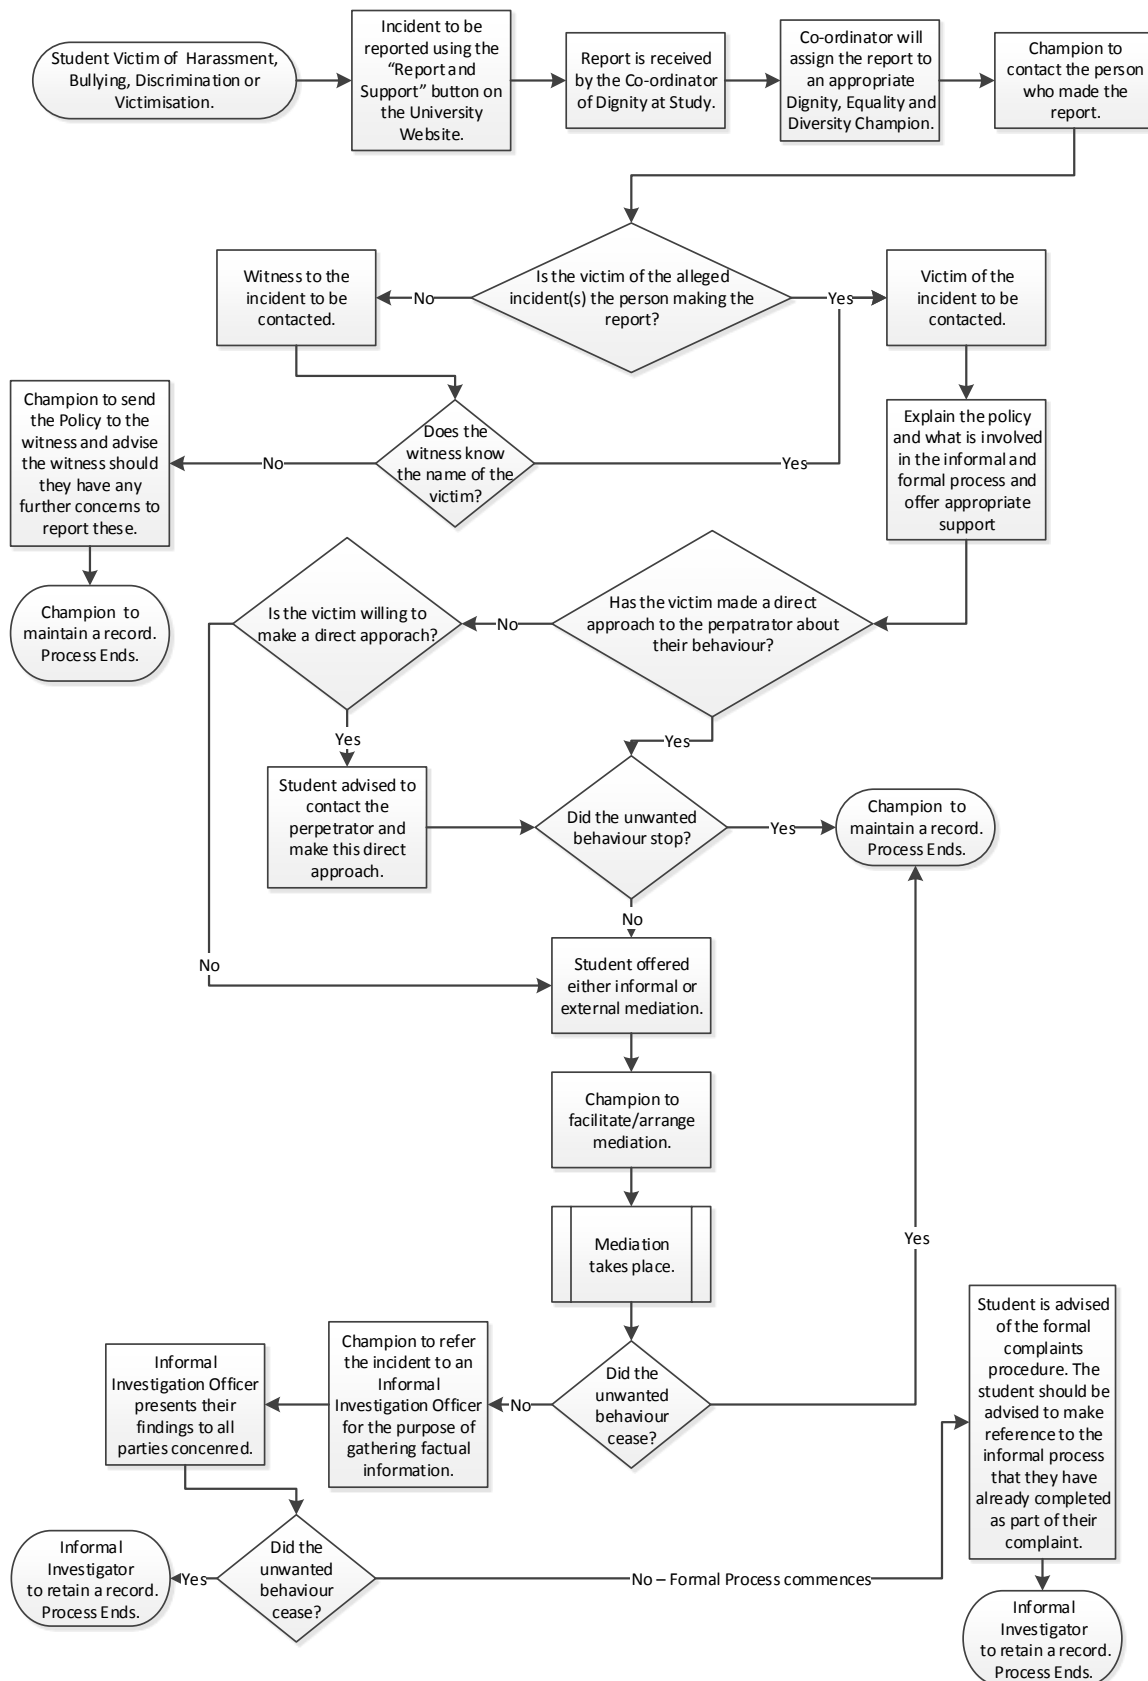 Student Victim of Harassment,
Bullying, Discrimination or
Victimisation.
Incident to be
reported using the
“Report and
Support” button on
the University
Website.
Report is received
by the Co-ordinator
of Dignity at Study.
Co-ordinator will
assign the report to
an appropriate
Dignity, Equality and
Diversity Champion.
Champion to
contact the person
who made the
report.
Is the victim of the alleged
incident(s) the person making the
report?
No
Yes
Witness to the
incident to be
contacted.
Victim of the
incident to be
contacted.
Does the
witness know
the name of the
victim?
No
Yes
Champion to send
the Policy to the
witness and advise
the witness should
they have any
further concerns to
report these.
Champion to
maintain a record.
Process Ends.
Explain the policy
and what is involved
in the informal and
formal process and
offer appropriate
support
Has the victim made a direct
approach to the perpatrator about
their behaviour?
No
Yes
Is the victim willing to
make a direct apporach?
Yes
No
Student advised to
contact the
perpetrator and
make this direct
approach.
Did the unwanted
behaviour stop?
Yes
No
Champion to
maintain a record.
Process Ends.
Student offered
either informal or
external mediation.
Champion to
facilitate/arrange
mediation.
Mediation
takes place.
Did the
unwanted
behaviour
cease?
Yes
No
Champion to refer
the incident to an
Informal
Investigation Officer
for the purpose of
gathering factual
information.
Informal
Investigation Officer
presents their
findings to all
parties concenred.
Did the
unwanted
behaviour
cease?
Yes
Informal
Investigator
to retain a record.
Process Ends.
No – Formal Process commences
Student is advised
of the formal
complaints
procedure. The
student should be
advised to make
reference to the
informal process
that they have
already completed
as part of their
complaint.
Informal
Investigator
to retain a record.
Process Ends.